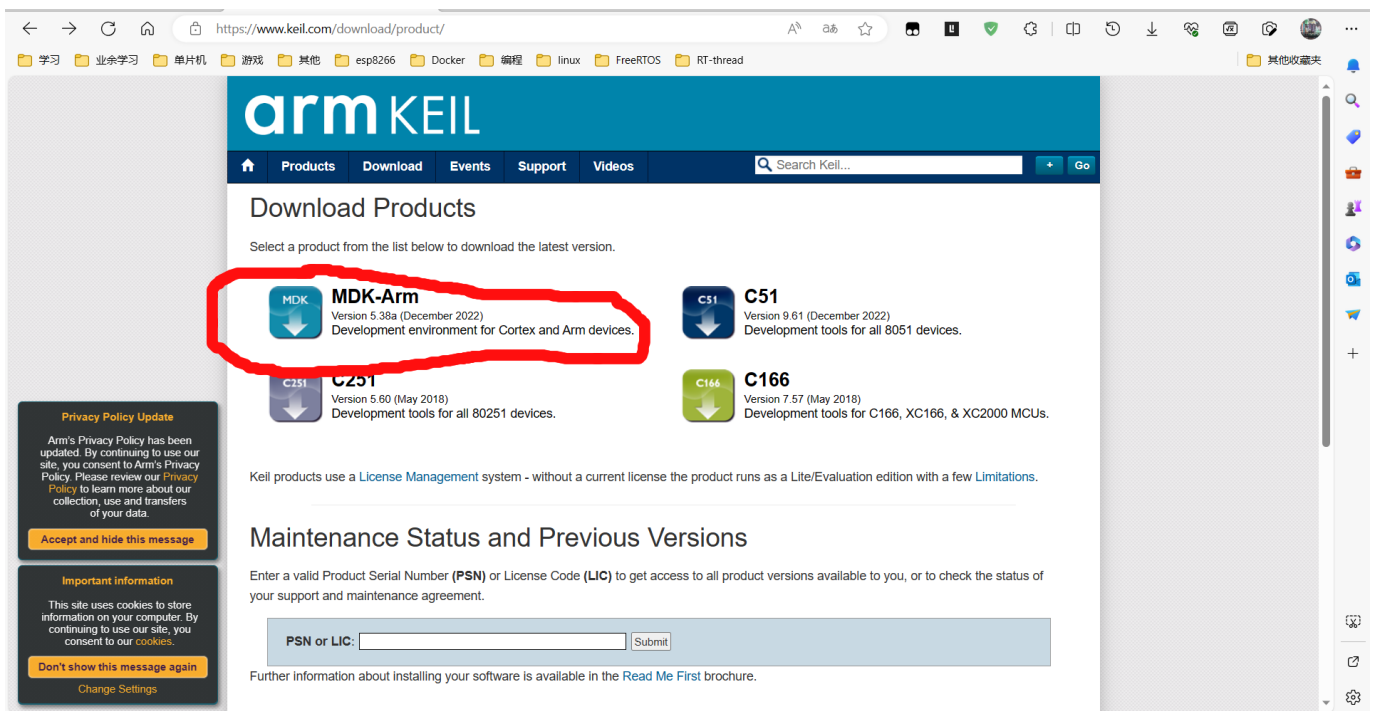 https://www.keil.com/download/product/
学习 业余学习 单片机 游戏 其他 esp8266 Docker 编程 linux FreeRTOS RT-thread 其他收藏夹
arm KEIL
Products Download Events Support Videos Search Keil... + Go
Download Products
Select a product from the list below to download the latest version.
MDK
MDK-Arm
Version 5.38a (December 2022)
Development environment for Cortex and Arm devices.
C51
C51
Version 9.61 (December 2022)
Development tools for all 8051 devices.
C251
C251
Version 5.60 (May 2018)
Development tools for all 80251 devices.
C166
C166
Version 7.57 (May 2018)
Development tools for C166, XC166, & XC2000 MCUs.
Keil products use a License Management system - without a current license the product runs as a Lite/Evaluation edition with a few Limitations.
Maintenance Status and Previous Versions
Enter a valid Product Serial Number (PSN) or License Code (LIC) to get access to all product versions available to you, or to check the status of
your support and maintenance agreement.
PSN or LIC: Submit
Further information about installing your software is available in the Read Me First brochure.
Privacy Policy Update
Arm's Privacy Policy has been
updated. By continuing to use our
site, you consent to Arm's Privacy
Policy. Please review our Privacy
Policy to learn more about our
collection, use and transfers
of your data.
Accept and hide this message
Important information
This site uses cookies to store
information on your computer. By
continuing to use our site, you
consent to our cookies.
Don't show this message again
Change Settings